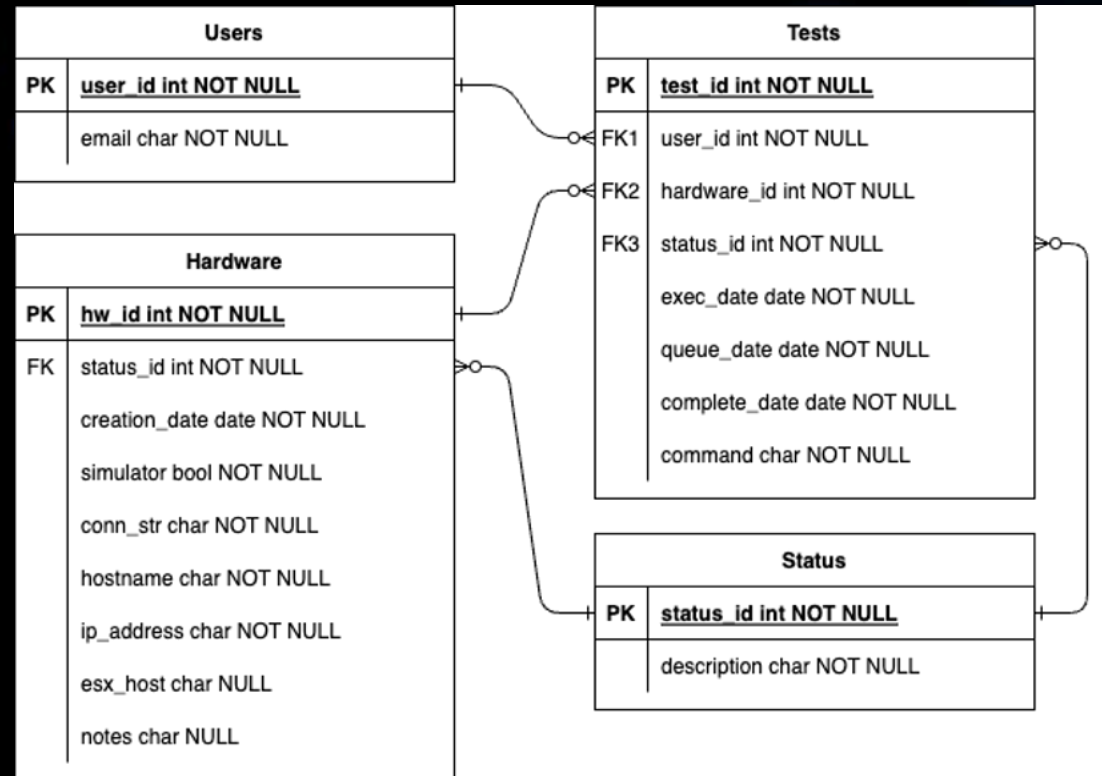 Users
PK user_id int NOT NULL
email char NOT NULL
Hardware
PK hw_id int NOT NULL
FK status_id int NOT NULL
creation_date date NOT NULL
simulator bool NOT NULL
conn_str char NOT NULL
hostname char NOT NULL
ip_address char NOT NULL
esx_host char NULL
notes char NULL
Tests
PK test_id int NOT NULL
FK1 user_id int NOT NULL
FK2 hardware_id int NOT NULL
FK3 status_id int NOT NULL
exec_date date NOT NULL
queue_date date NOT NULL
complete_date date NOT NULL
command char NOT NULL
Status
PK status_id int NOT NULL
description char NOT NULL